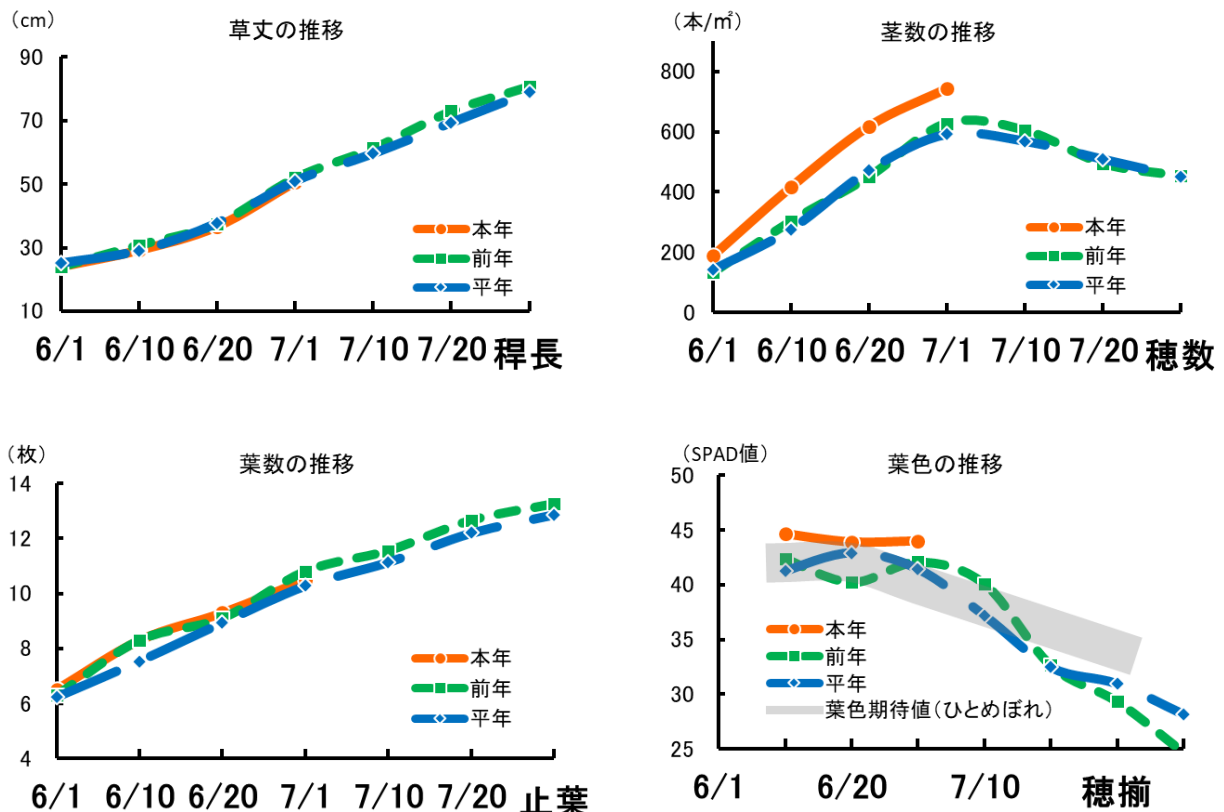 （cm）
草丈の推移
90
70
50
30
10
本年
前年
平年
6/1 6/10 6/20 7/1 7/10 7/20 稈長
（本/㎡）
茎数の推移
800
600
400
200
0
本年
前年
平年
6/1 6/10 6/20 7/1 7/10 7/20 穂数
（枚）
葉数の推移
14
12
10
8
6
4
本年
前年
平年
6/1 6/10 6/20 7/1 7/10 7/20 止葉
（SPAD値）
葉色の推移
50
45
40
35
30
25
本年
前年
平年
葉色期待値（ひとめぼれ）
6/1 6/20 7/10 穂揃